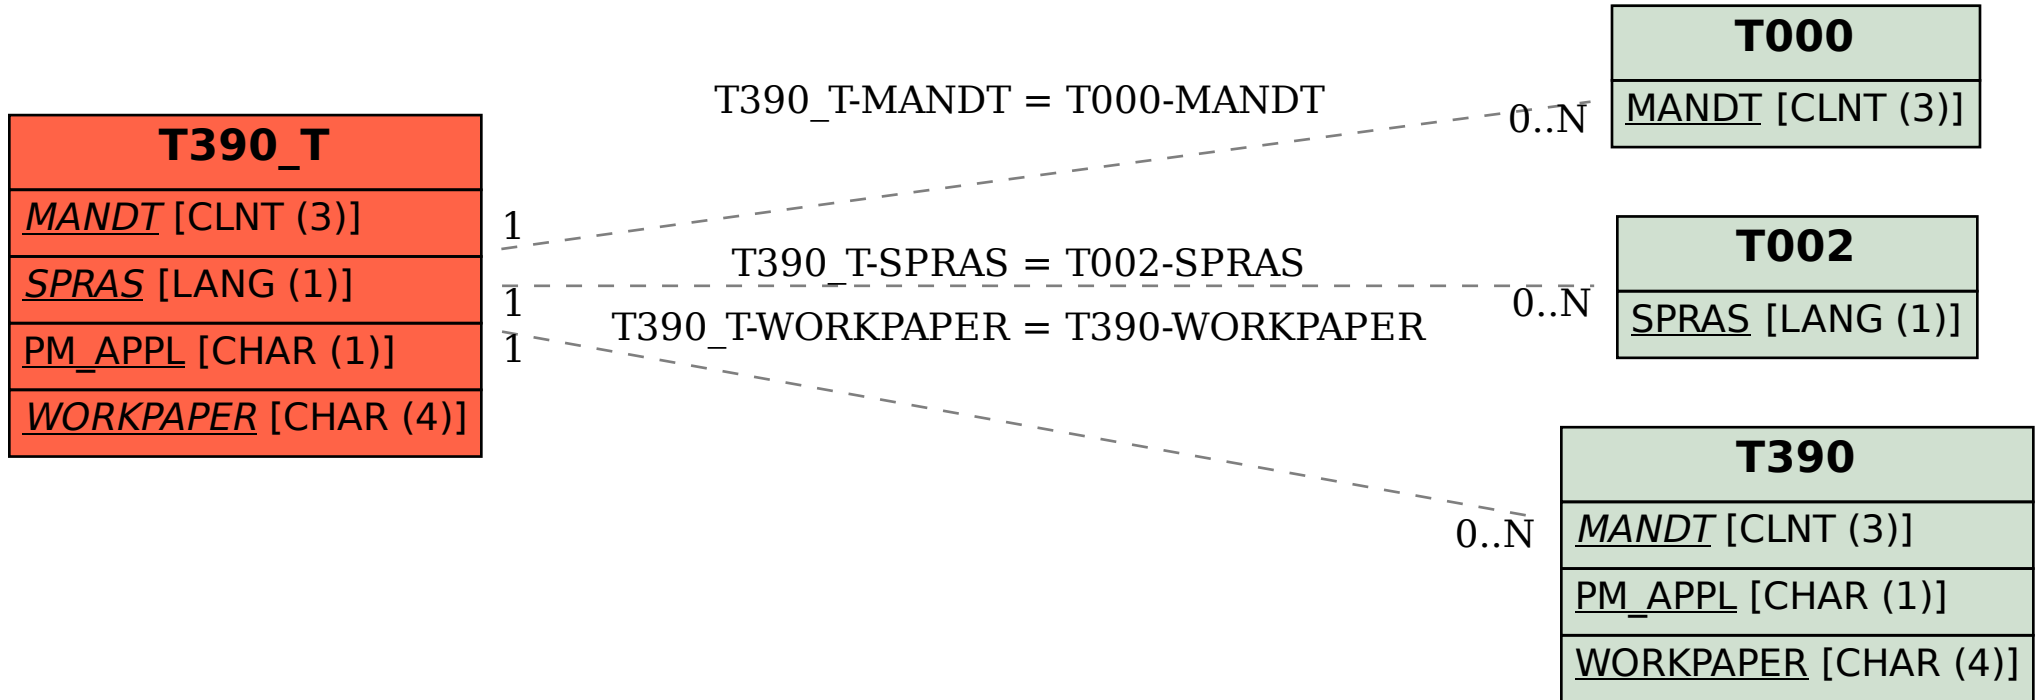 T390_T
MANDT [CLNT (3)]
SPRAS [LANG (1)]
PM_APPL [CHAR (1)]
WORKPAPER [CHAR (4)]
T390_T-MANDT = T000-MANDT
1
0..N
T390_T-SPRAS = T002-SPRAS
1
0..N
T390_T-WORKPAPER = T390-WORKPAPER
1
0..N
T000
MANDT [CLNT (3)]
T002
SPRAS [LANG (1)]
T390
MANDT [CLNT (3)]
PM_APPL [CHAR (1)]
WORKPAPER [CHAR (4)]